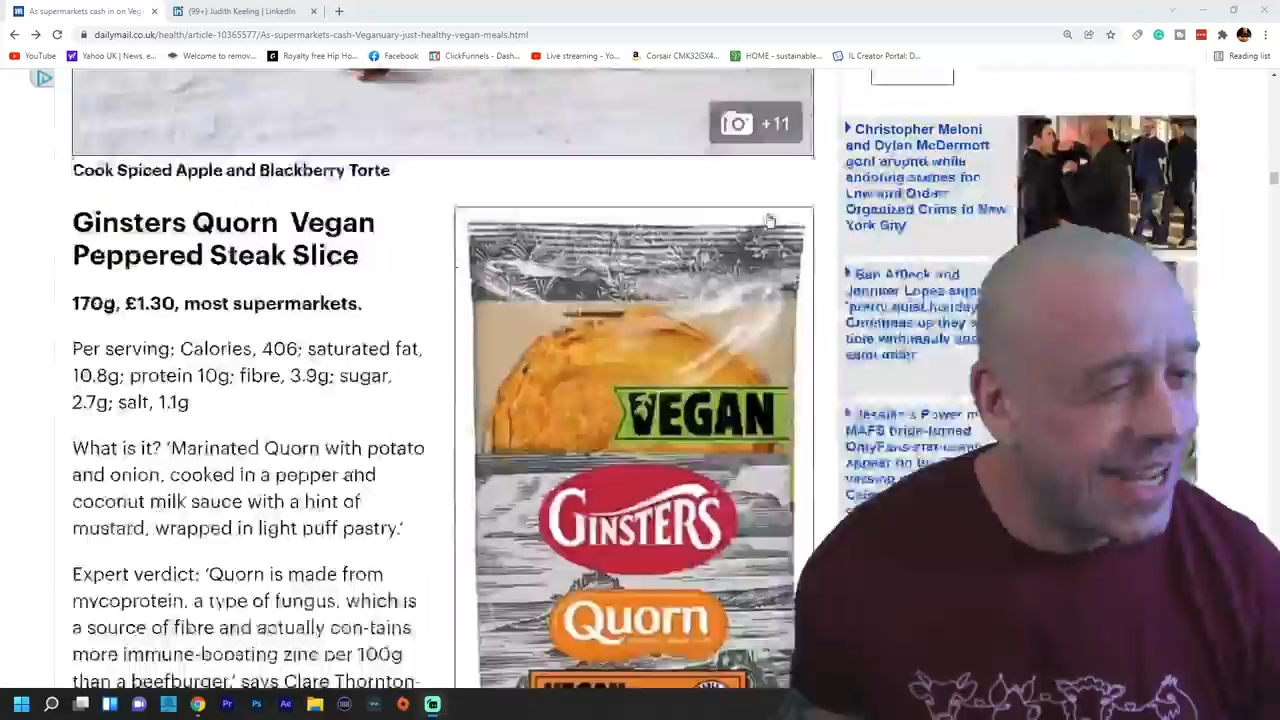 As supermarkets cash in on Veg
(99+) Judith Keeling | LinkedIn
dailymail.co.uk/health/article-10365577/As-supermarkets-cash-Veganuary-just-healthy-vegan-meals.html
YouTube
Yahoo UK | News, e...
Welcome to remov...
Royalty free Hip Ho...
Facebook
ClickFunnels - Dash...
Live streaming - Yo...
Corsair CMK32GX4...
HOME - sustainable...
IL Creator Portal: D...
Reading list
+11
Cook Spiced Apple and Blackberry Torte
Ginsters Quorn Vegan
Peppered Steak Slice
170g, £1.30, most supermarkets.
Per serving: Calories, 406; saturated fat,
10.8g; protein 10g; fibre, 3.9g; sugar,
2.7g; salt, 1.1g
What is it? ‘Marinated Quorn with potato
and onion, cooked in a pepper and
coconut milk sauce with a hint of
mustard, wrapped in light puff pastry.’
Expert verdict: ‘Quorn is made from
mycoprotein, a type of fungus, which is
a source of fibre and actually con-tains
more immune-boosting zinc per 100g
than a beefburger,’ says Clare Thornton-
VEGAN
GINSTERS
Quorn
VEGAN
Christopher Meloni
and Dylan McDermott
goof around while
Law and Order:
Organized Crime in New
York City
Ben Affleck and
Jennifer Lopez
Christmas up
MAFS bride-turned
appear on